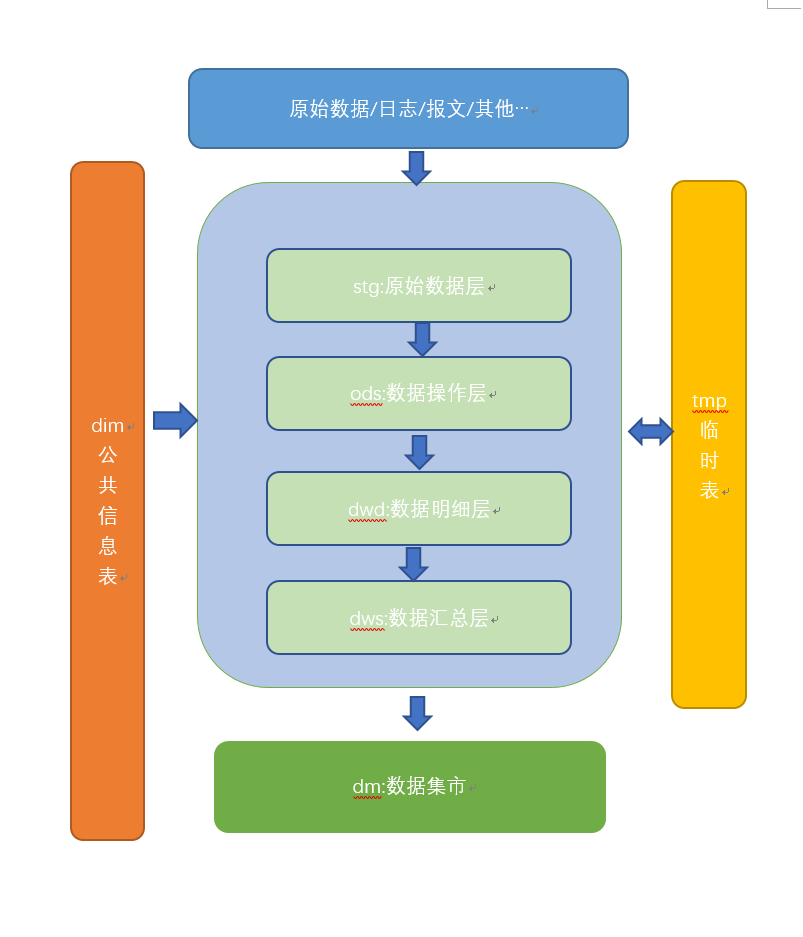 原始数据/日志/报文/其他…
stg:原始数据层
ods:数据操作层
dwd:数据明细层
dws:数据汇总层
dm:数据集市
dim
公
共
信
息
表
tmp
临
时
表